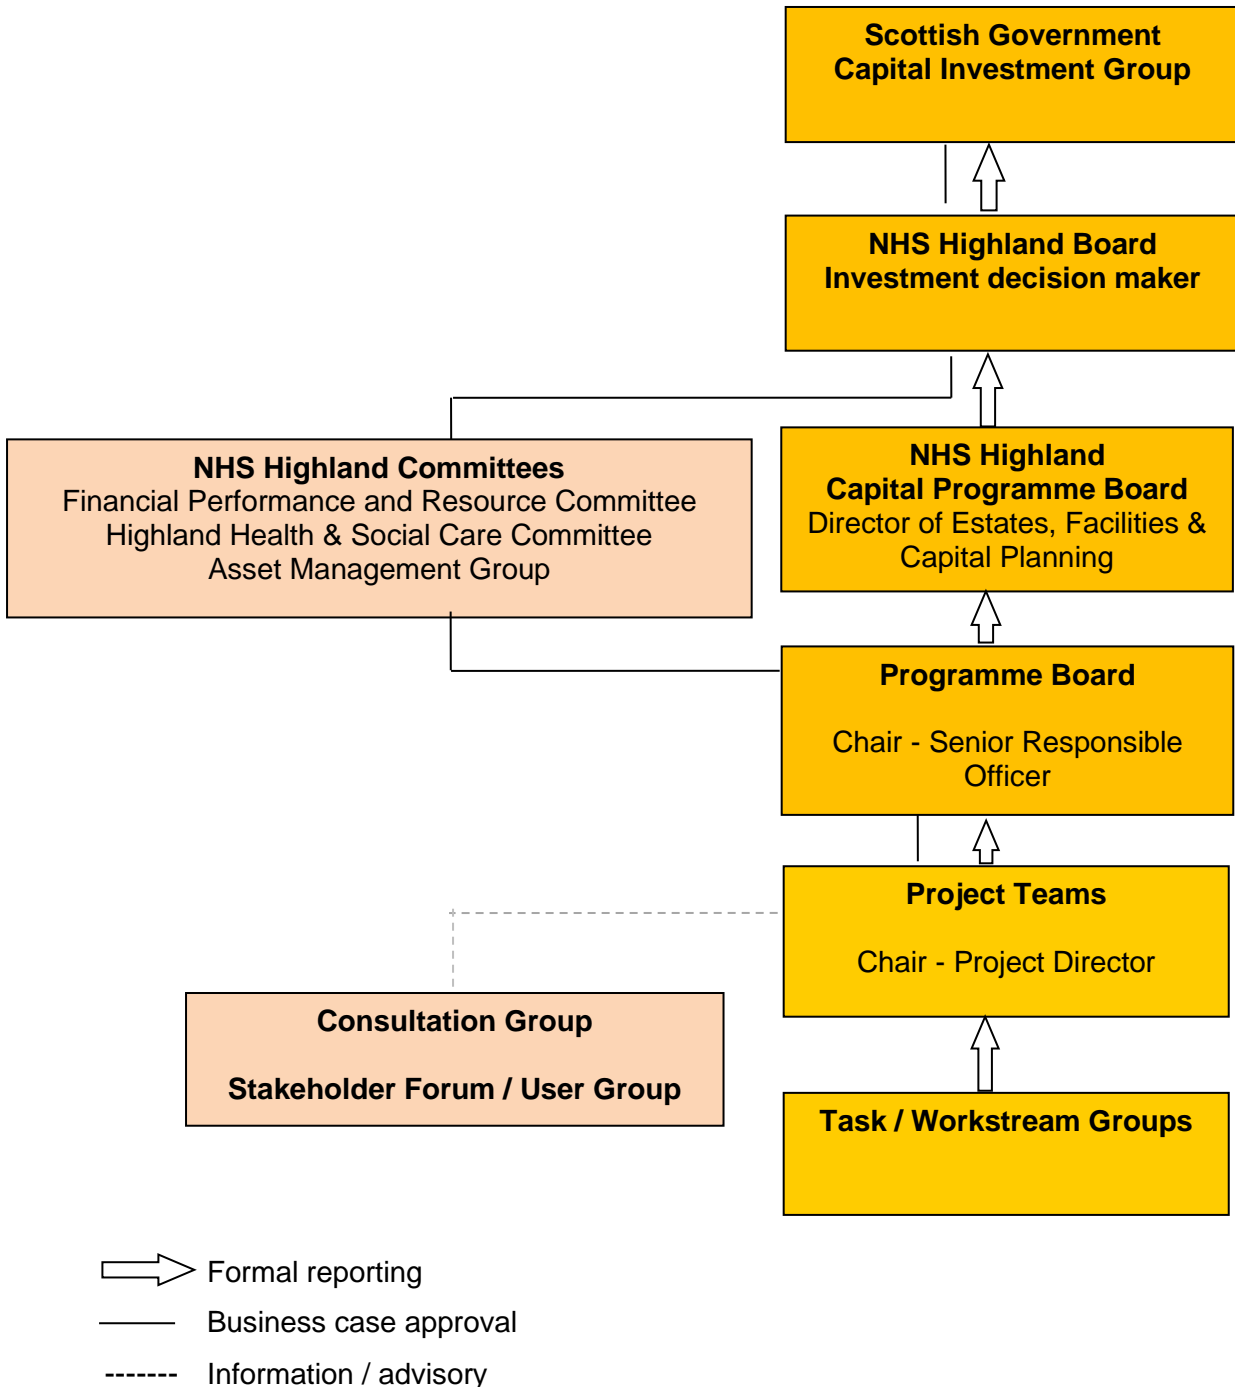 Scottish Government
Capital Investment Group
NHS Highland Board
Investment decision maker
NHS Highland Committees
Financial Performance and Resource Committee
Highland Health & Social Care Committee
Asset Management Group
NHS Highland
Capital Programme Board
Director of Estates, Facilities &
Capital Planning
Programme Board
Chair - Senior Responsible
Officer
Project Teams
Chair - Project Director
Consultation Group
Stakeholder Forum / User Group
Task / Workstream Groups
Formal reporting
Business case approval
Information / advisory